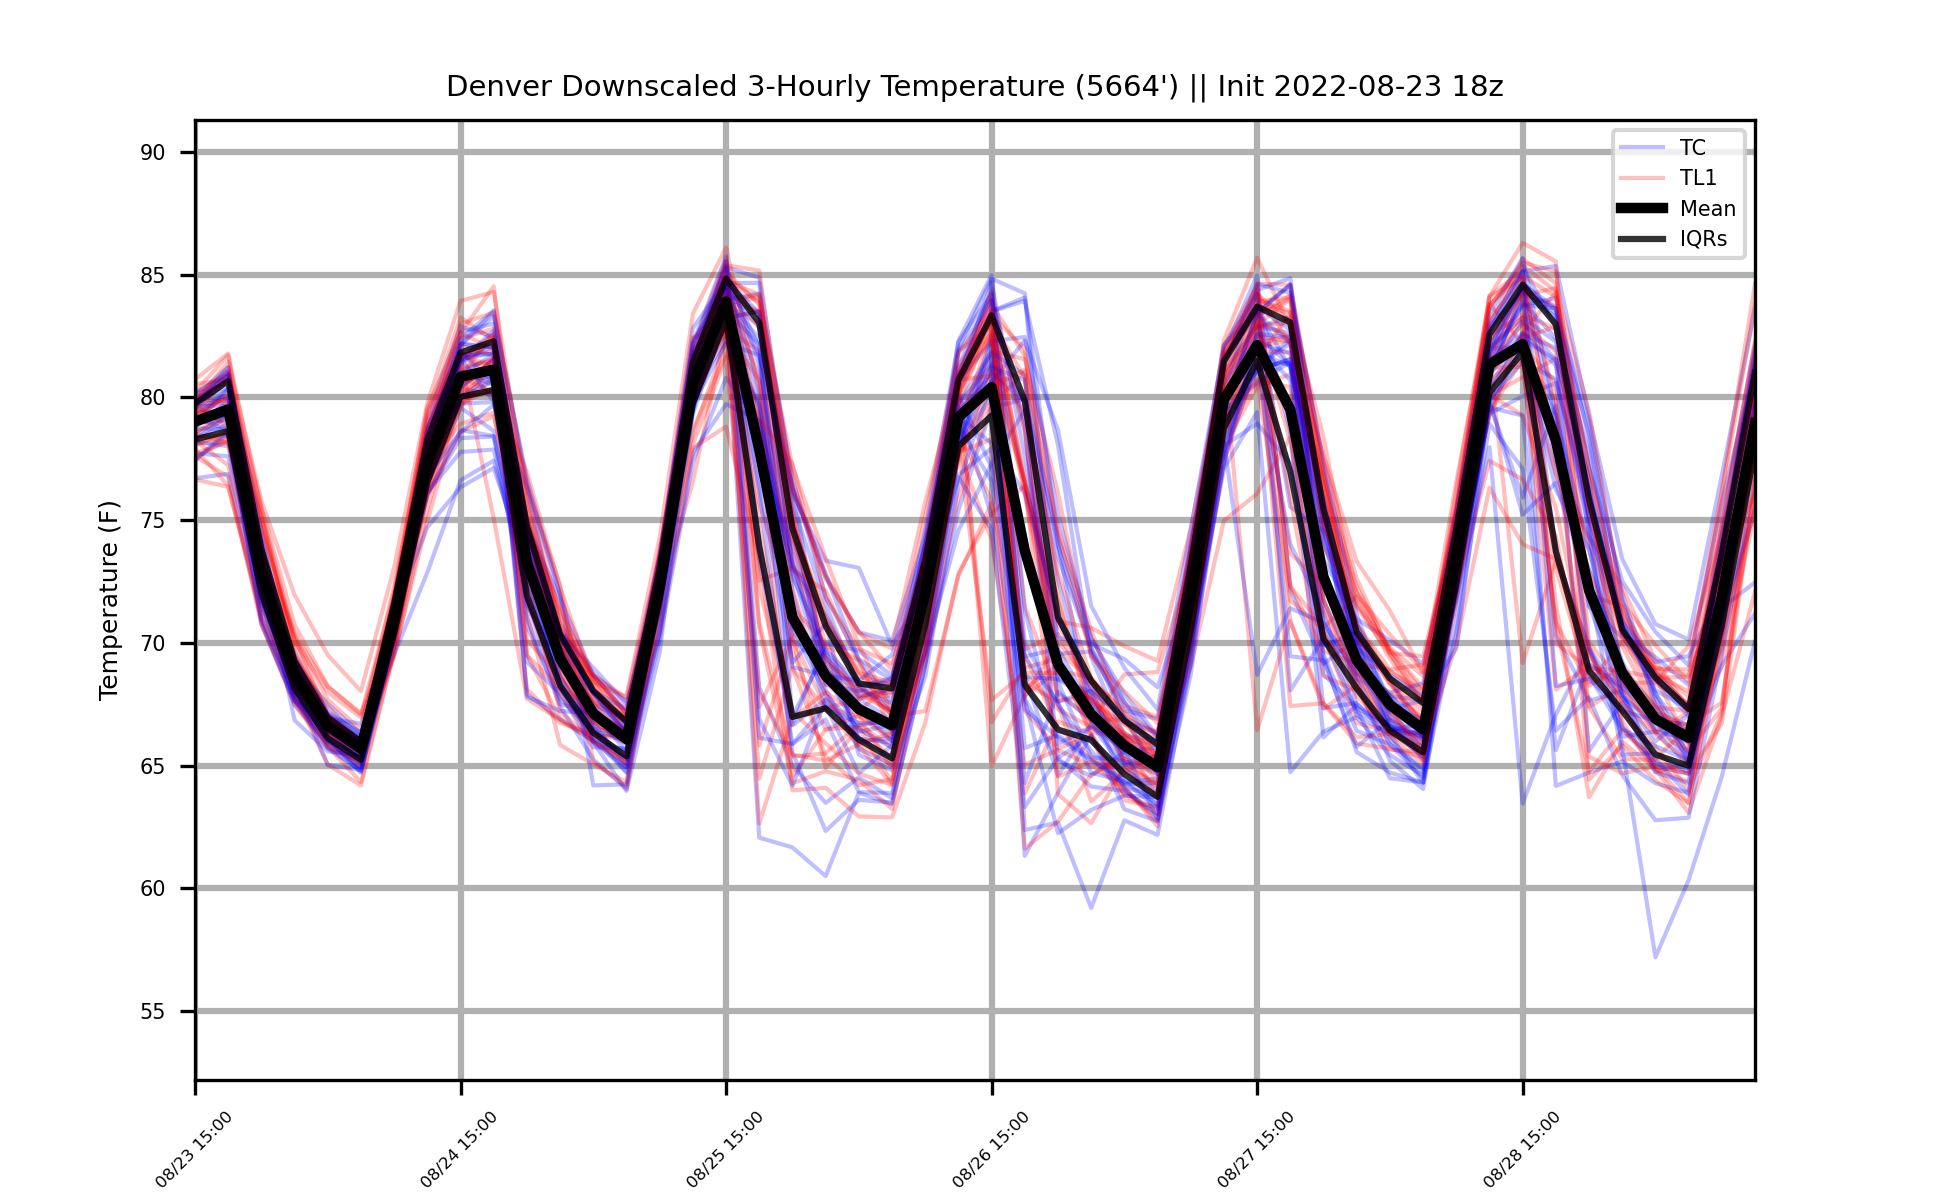 Denver Downscaled 3-Hourly Temperature (5664') || Init 2022-08-23 18z
TC
TL1
Mean
IQRs
Temperature (F)
90
85
80
75
70
65
60
55
08/23 15:00
08/24 15:00
08/25 15:00
08/26 15:00
08/27 15:00
08/28 15:00